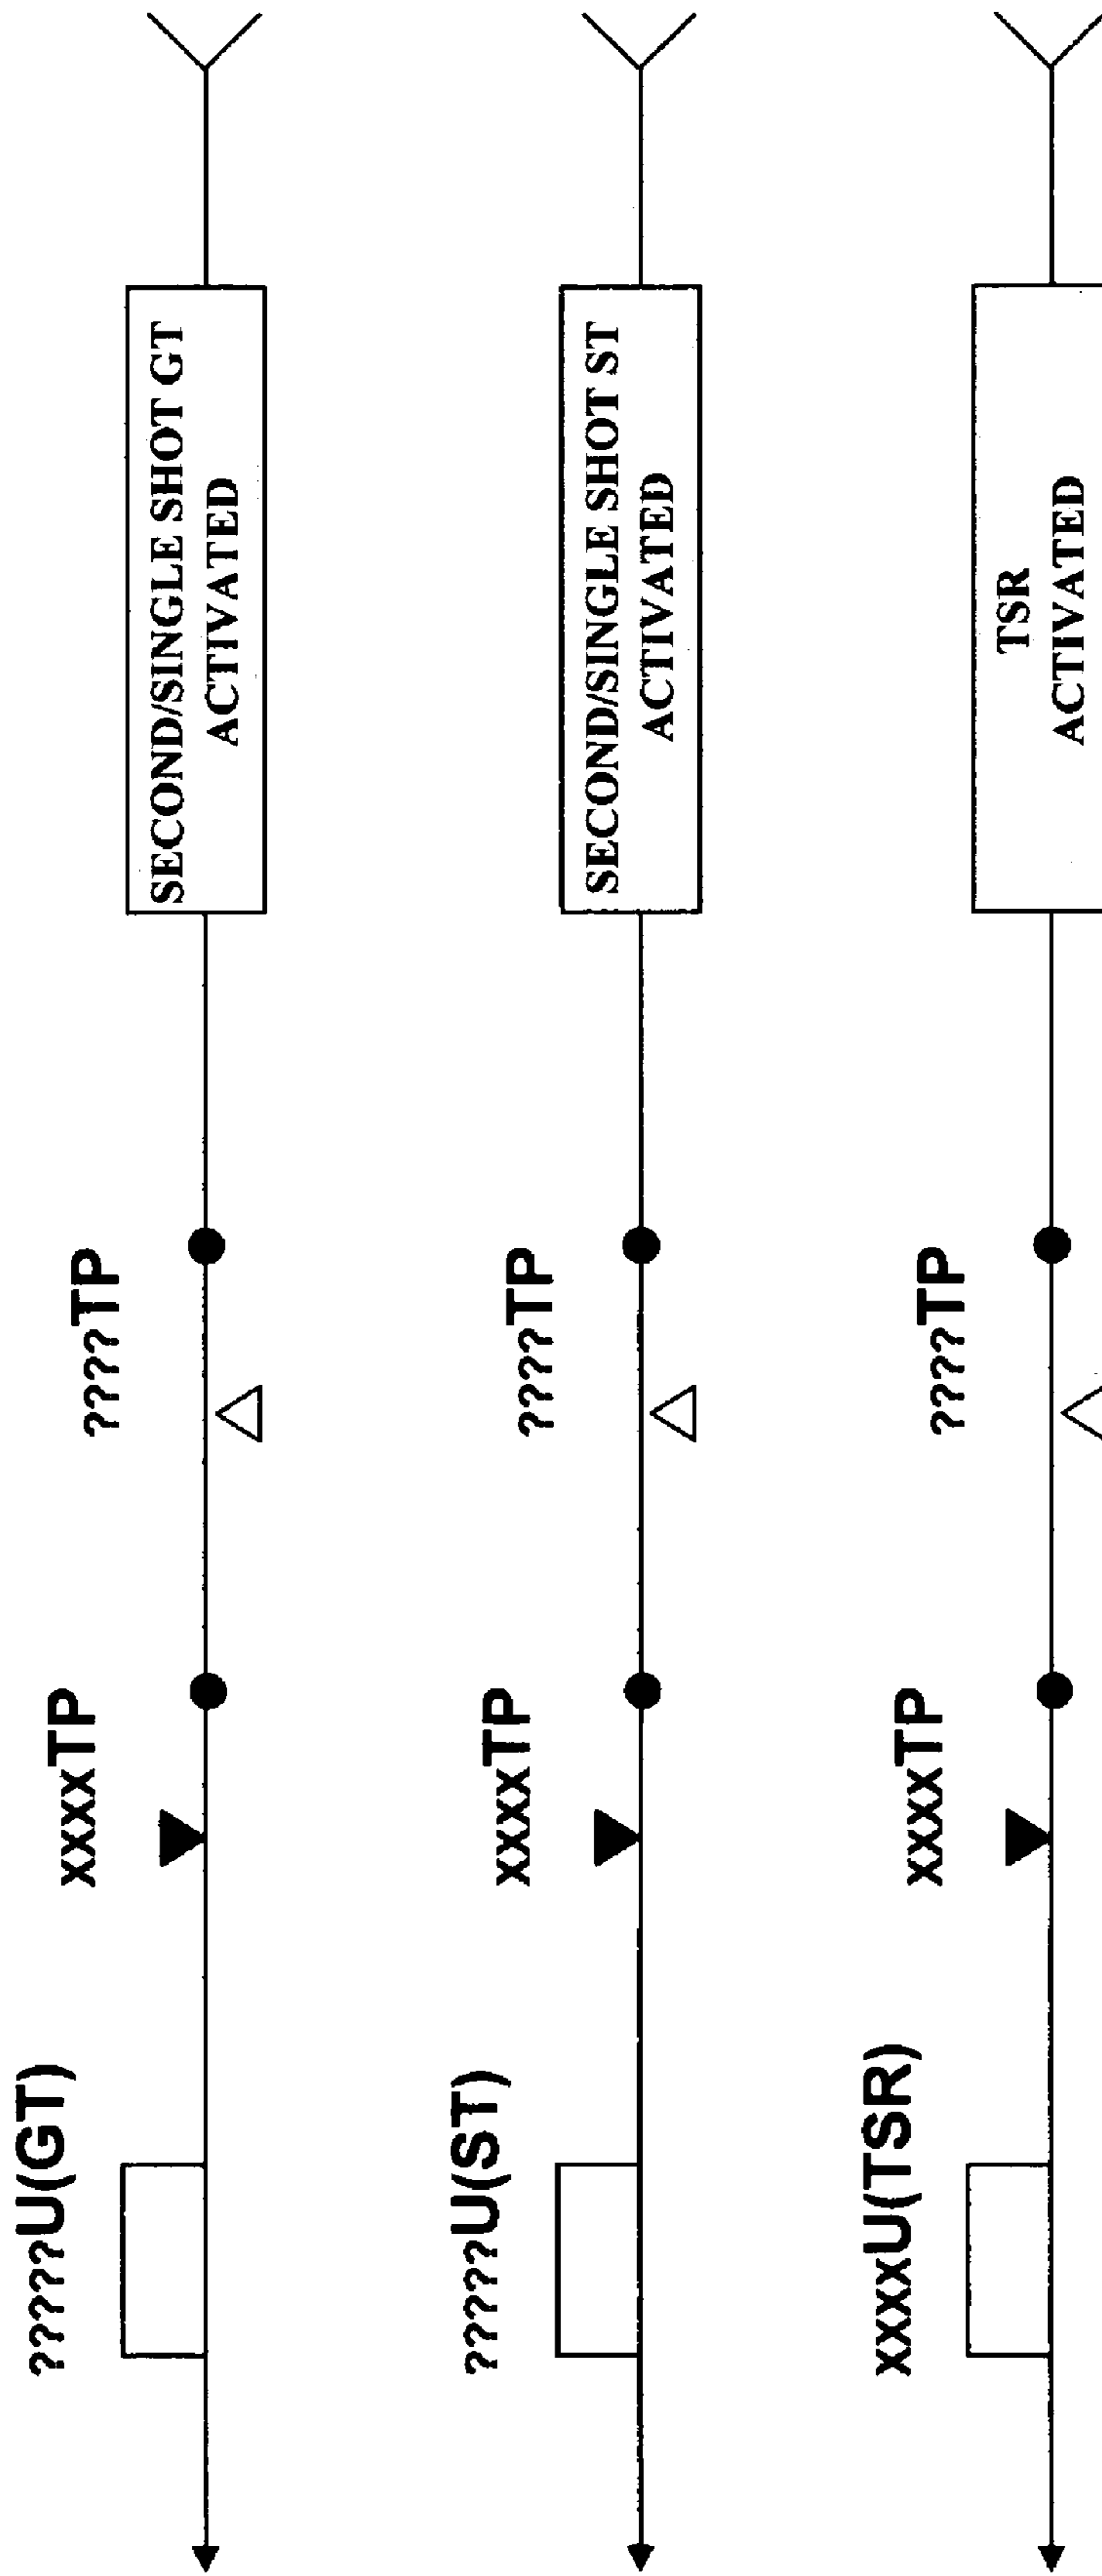 ?????U(GT)
xxxxTP
????TP
SECOND/SINGLE SHOT GT
ACTIVATED
?????U(ST)
xxxxTP
????TP
SECOND/SINGLE SHOT ST
ACTIVATED
xxxxU(TSR)
xxxxTP
????TP
TSR
ACTIVATED